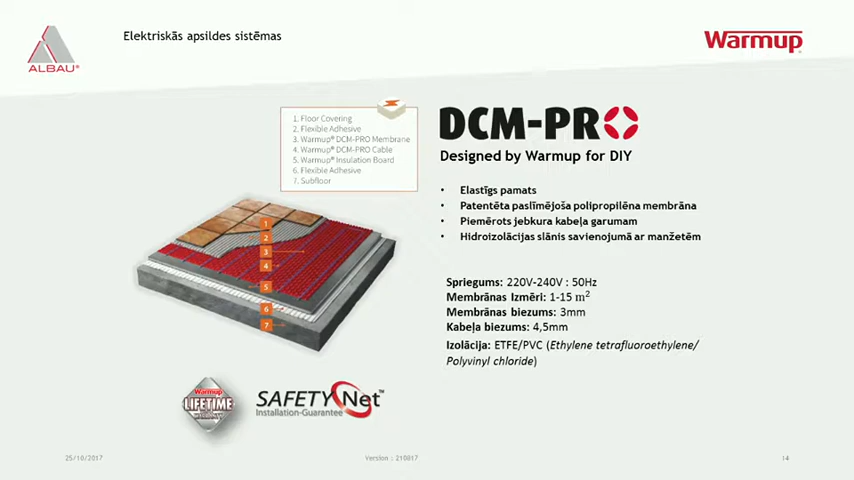 Elektriskās apsildes sistēmas
ALBAU®
Warmup®
1. Floor Covering
2. Flexible Adhesive
3. Warmup® DCM-PRO Membrane
4. Warmup® DCM-PRO Cable
5. Warmup® Insulation Board
6. Flexible Adhesive
7. Subfloor
DCM-PRO
Designed by Warmup for DIY
• Elastīgs pamats
• Patentēta paslīmējoša polipropilēna membrāna
• Piemērots jebkura kabeļa garumam
• Hidroizolācijas slānis savienojumā ar manžetēm
1
2
3
4
5
6
7
Spriegums: 220V-240V : 50Hz
Membrānas Izmēri: 1-15 m²
Membrānas biezums: 3mm
Kabeļa biezums: 4,5mm
Izolācija: ETFE/PVC (Ethylene tetrafluoroethylene/
Polyvinyl chloride)
Warmup
LIFETIME
SAFETY Net™
Installation-Guarantee
25/10/2017
Version : 210817
14